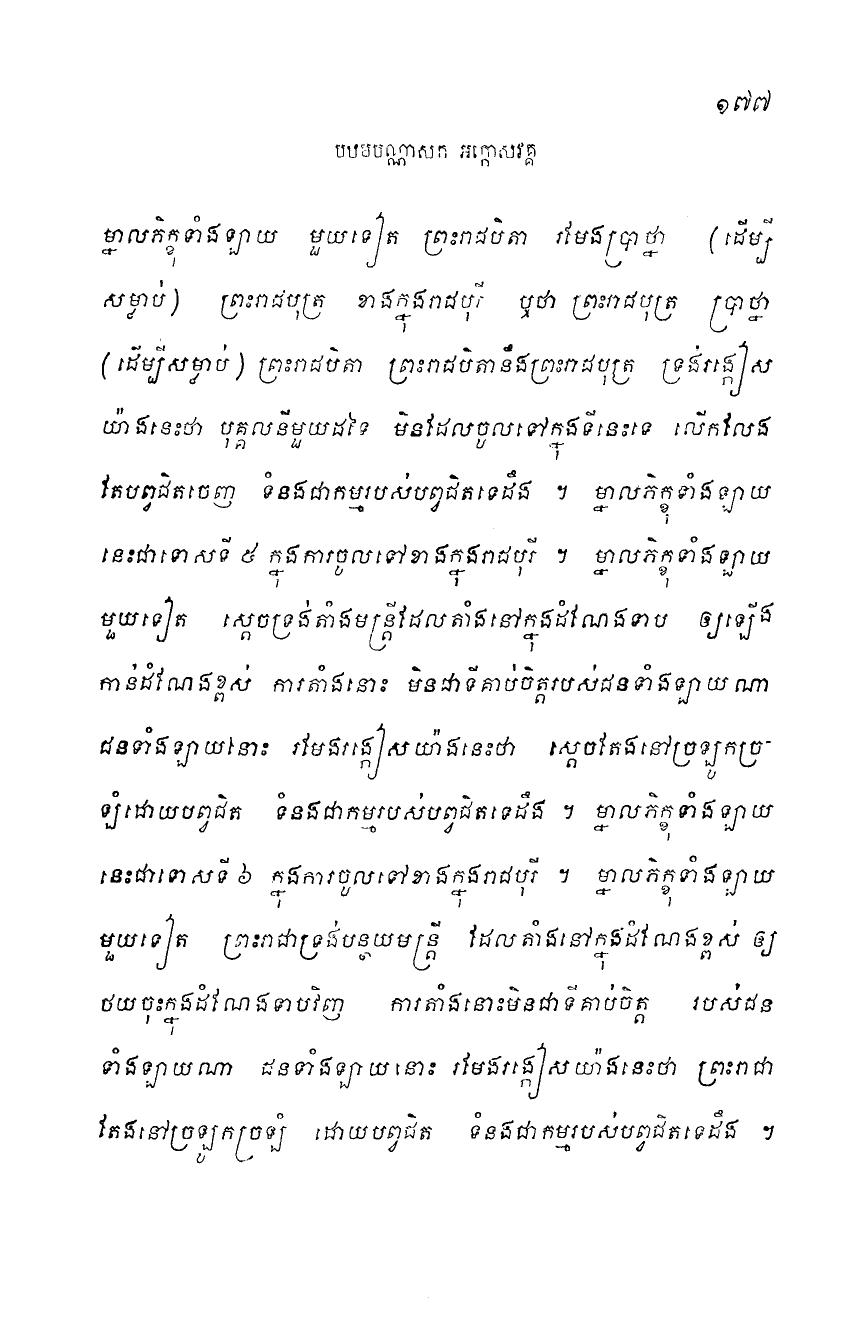 ១៧៧
បឋមបណ្ណាសក អក្កោសវគ្គ
ម្នាលភិក្ខុទាំងឡាយ មួយទៀត ព្រះរាជបិតា រមែងប្រាថ្នា (ដើម្បី
សម្លាប់) ព្រះរាជបុត្រ ខាងក្នុងរាជបុរី ឬថា ព្រះរាជបុត្រ ប្រាថ្នា
(ដើម្បីសម្លាប់) ព្រះរាជបិតា ព្រះរាជបិតានឹងព្រះរាជបុត្រ ទ្រង់រង្កៀស
យ៉ាងនេះថា បុគ្គលនីមួយដទៃ មិនដែលចូលទៅក្នុងទីនេះទេ លើកលែង
តែបព្វជិតចេញ ទំនងជាកម្មរបស់បព្វជិតទេដឹង ។ ម្នាលភិក្ខុទាំងឡាយ
នេះជាទោសទី ៥ ក្នុងការចូលទៅខាងក្នុងរាជបុរី ។ ម្នាលភិក្ខុទាំងឡាយ
មួយទៀត ស្តេចទ្រង់តាំងមន្ត្រីដែលតាំងនៅក្នុងដំណែងទាប ឲ្យឡើង
កាន់ដំណែងខ្ពស់ ការតាំងនោះ មិនជាទីគាប់ចិត្តរបស់ជនទាំងឡាយណា
ជនទាំងឡាយនោះ រមែងរង្កៀសយ៉ាងនេះថា ស្តេចតែងនៅច្រឡូកច្រ-
ឡំដោយបព្វជិត ទំនងជាកម្មរបស់បព្វជិតទេដឹង ។ ម្នាលភិក្ខុទាំងឡាយ
នេះជាទោសទី ៦ ក្នុងការចូលទៅខាងក្នុងរាជបុរី ។ ម្នាលភិក្ខុទាំងឡាយ
មួយទៀត ព្រះរាជាទ្រង់បន្ថយមន្ត្រី ដែលតាំងនៅក្នុងដំណែងខ្ពស់ ឲ្យ
ថយចុះក្នុងដំណែងទាបវិញ ការតាំងនោះមិនជាទីគាប់ចិត្ត របស់ជន
ទាំងឡាយណា ជនទាំងឡាយនោះ រមែងរង្កៀសយ៉ាងនេះថា ព្រះរាជា
តែងនៅច្រឡូកច្រឡំ ដោយបព្វជិត ទំនងជាកម្មរបស់បព្វជិតទេដឹង ។